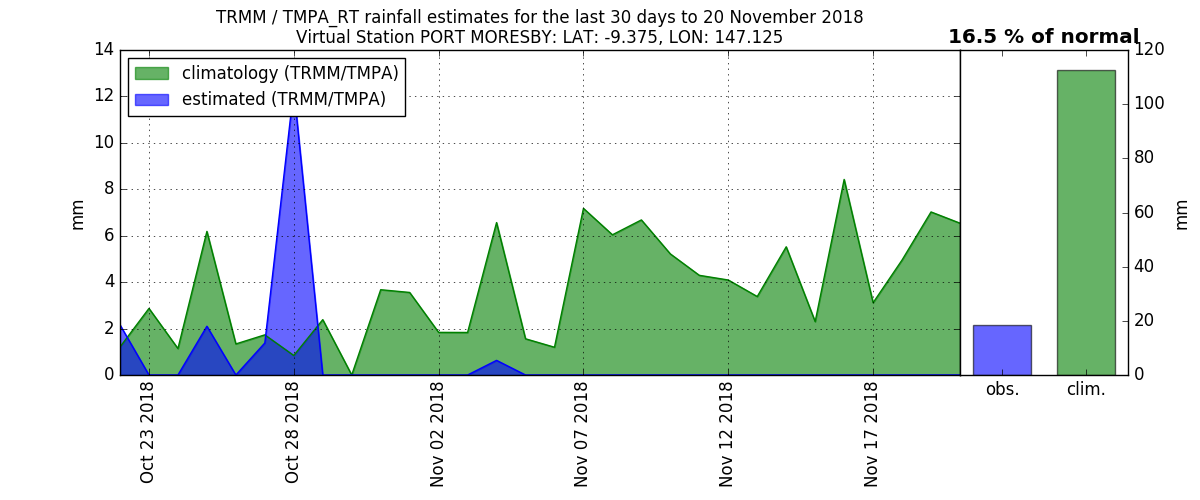 TRMM / TMPA_RT rainfall estimates for the last 30 days to 20 November 2018
Virtual Station PORT MORESBY: LAT: -9.375, LON: 147.125
16.5 % of normal
climatology (TRMM/TMPA)
estimated (TRMM/TMPA)
14
12
10
8
6
4
2
0
mm
Oct 23 2018
Oct 28 2018
Nov 02 2018
Nov 07 2018
Nov 12 2018
Nov 17 2018
120
100
80
60
40
20
0
mm
obs.
clim.